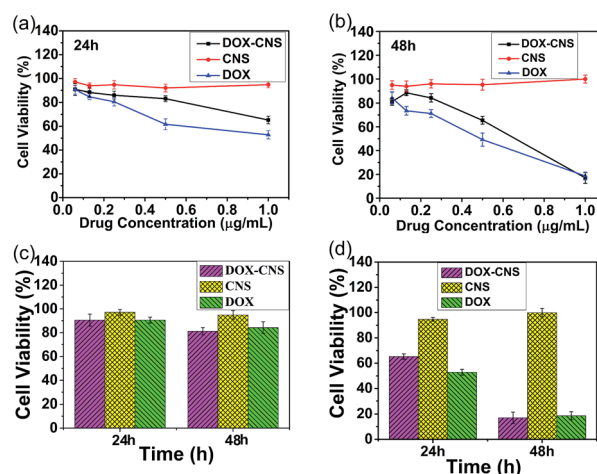 (a)
24h
DOX-CNS
CNS
DOX
Cell Viability (%)
140
120
100
80
60
40
20
0
0.0 0.2 0.4 0.6 0.8 1.0
Drug Concentration (μg/mL)
(b)
48h
DOX-CNS
CNS
DOX
Cell Viability (%)
140
120
100
80
60
40
20
0
0.0 0.2 0.4 0.6 0.8 1.0
Drug Concentration (μg/mL)
(c)
DOX-CNS
CNS
DOX
Cell Viability (%)
140
120
100
80
60
40
20
0
24h 48h
Time (h)
(d)
DOX-CNS
CNS
DOX
Cell Viability (%)
140
120
100
80
60
40
20
0
24h 48h
Time (h)